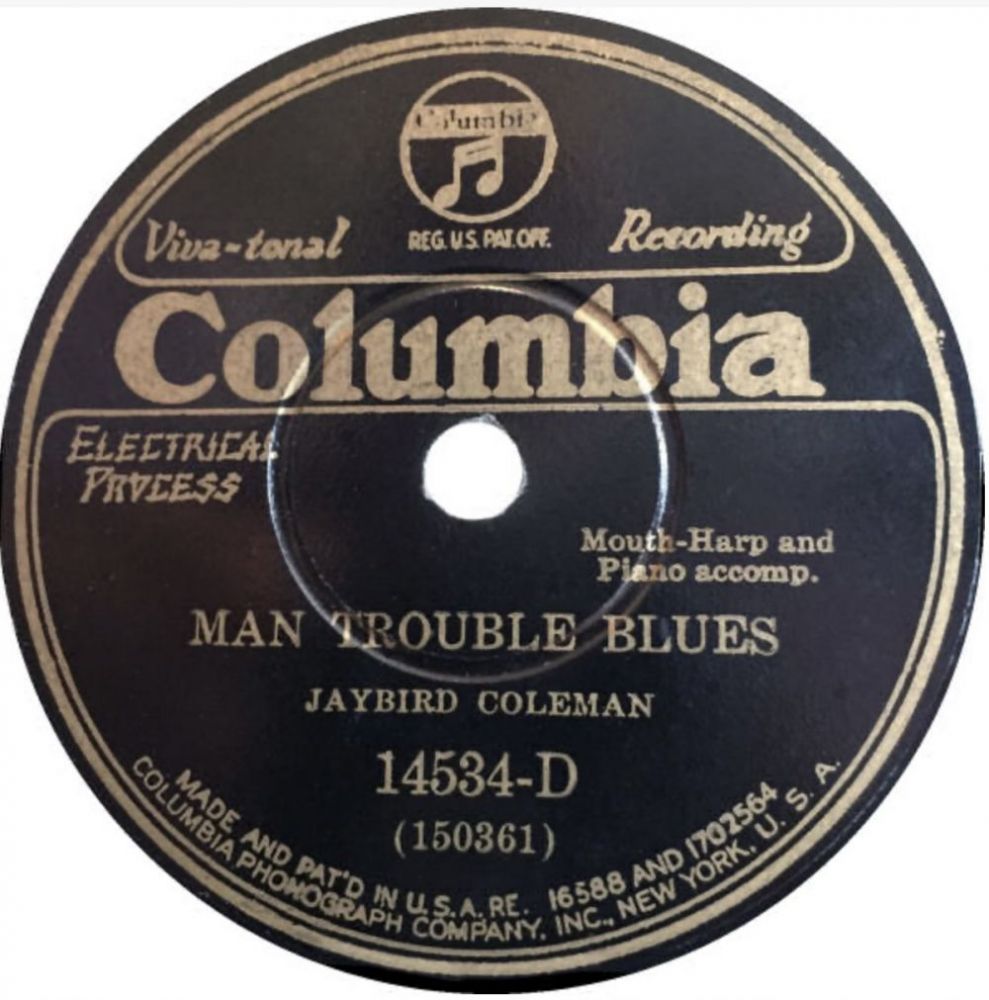 Columbia
REG. U.S. PAT. OFF.
Viva-tonal Recording
Columbia
ELECTRICAL
PROCESS
Mouth-Harp and
Piano accomp.
MAN TROUBLE BLUES
JAYBIRD COLEMAN
14534-D
(150361)
MADE AND PAT'D IN U.S.A. RE. 16588 AND 1702564
COLUMBIA PHONOGRAPH COMPANY, INC., NEW YORK, U. S. A.